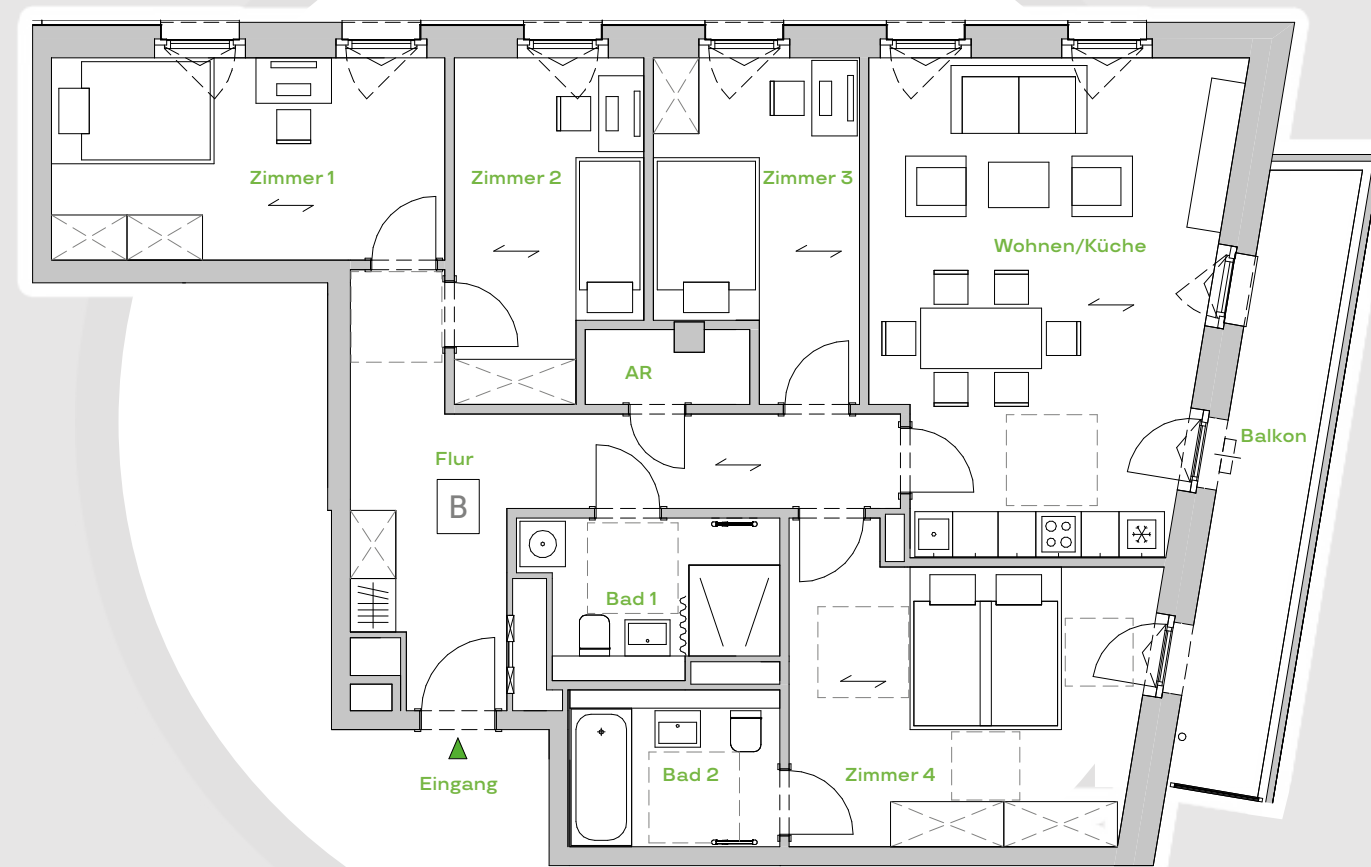 Zimmer 1
Zimmer 2
Zimmer 3
Wohnen/Küche
AR
Balkon
Flur
B
Bad 1
Bad 2
Zimmer 4
Eingang